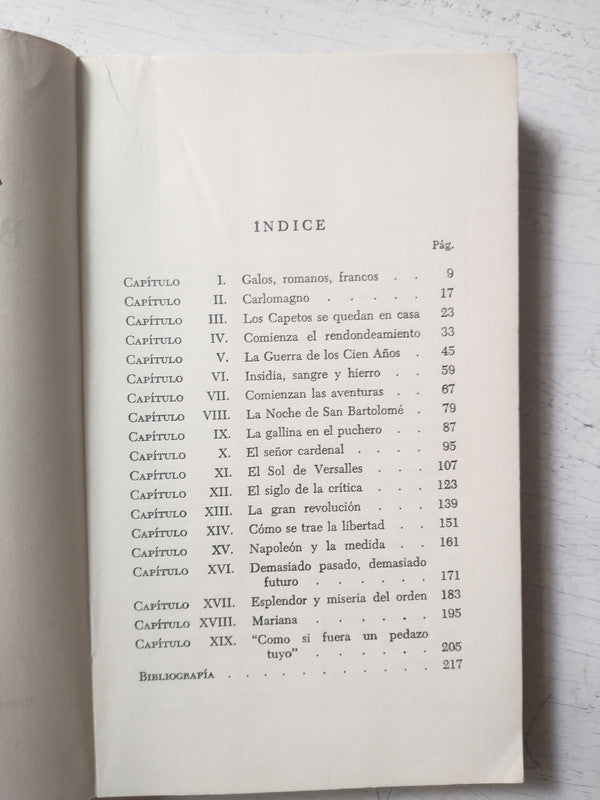 ÍNDICE
Pág.
CAPÍTULO I. Galos, romanos, francos . . 9
CAPÍTULO II. Carlomagno . . . . . 17
CAPÍTULO III. Los Capetos se quedan en casa 23
CAPÍTULO IV. Comienza el rendondeamiento 33
CAPÍTULO V. La Guerra de los Cien Años . 45
CAPÍTULO VI. Insidia, sangre y hierro . . 59
CAPÍTULO VII. Comienzan las aventuras . . 67
CAPÍTULO VIII. La Noche de San Bartolomé . 79
CAPÍTULO IX. La gallina en el puchero . . 87
CAPÍTULO X. El señor cardenal . . . . 95
CAPÍTULO XI. El Sol de Versalles . . . 107
CAPÍTULO XII. El siglo de la crítica . . . 123
CAPÍTULO XIII. La gran revolución . . . 139
CAPÍTULO XIV. Cómo se trae la libertad . . 151
CAPÍTULO XV. Napoleón y la medida . . 161
CAPÍTULO XVI. Demasiado pasado, demasiado
futuro . . . . . 171
CAPÍTULO XVII. Esplendor y miseria del orden 183
CAPÍTULO XVIII. Mariana . . . . . . 195
CAPÍTULO XIX. "Como si fuera un pedazo
tuyo" . . . . . 205
BIBLIOGRAFÍA . . . . . . . . . 217